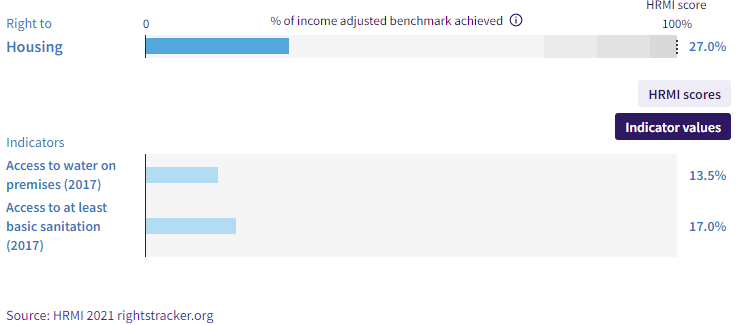 HRMI score
Right to
0
% of income adjusted benchmark achieved
100%
Housing
27.0%
HRMI scores
Indicator values
Indicators
Access to water on
premises (2017)
13.5%
Access to at least
basic sanitation
(2017)
17.0%
Source: HRMI 2021 rightstracker.org